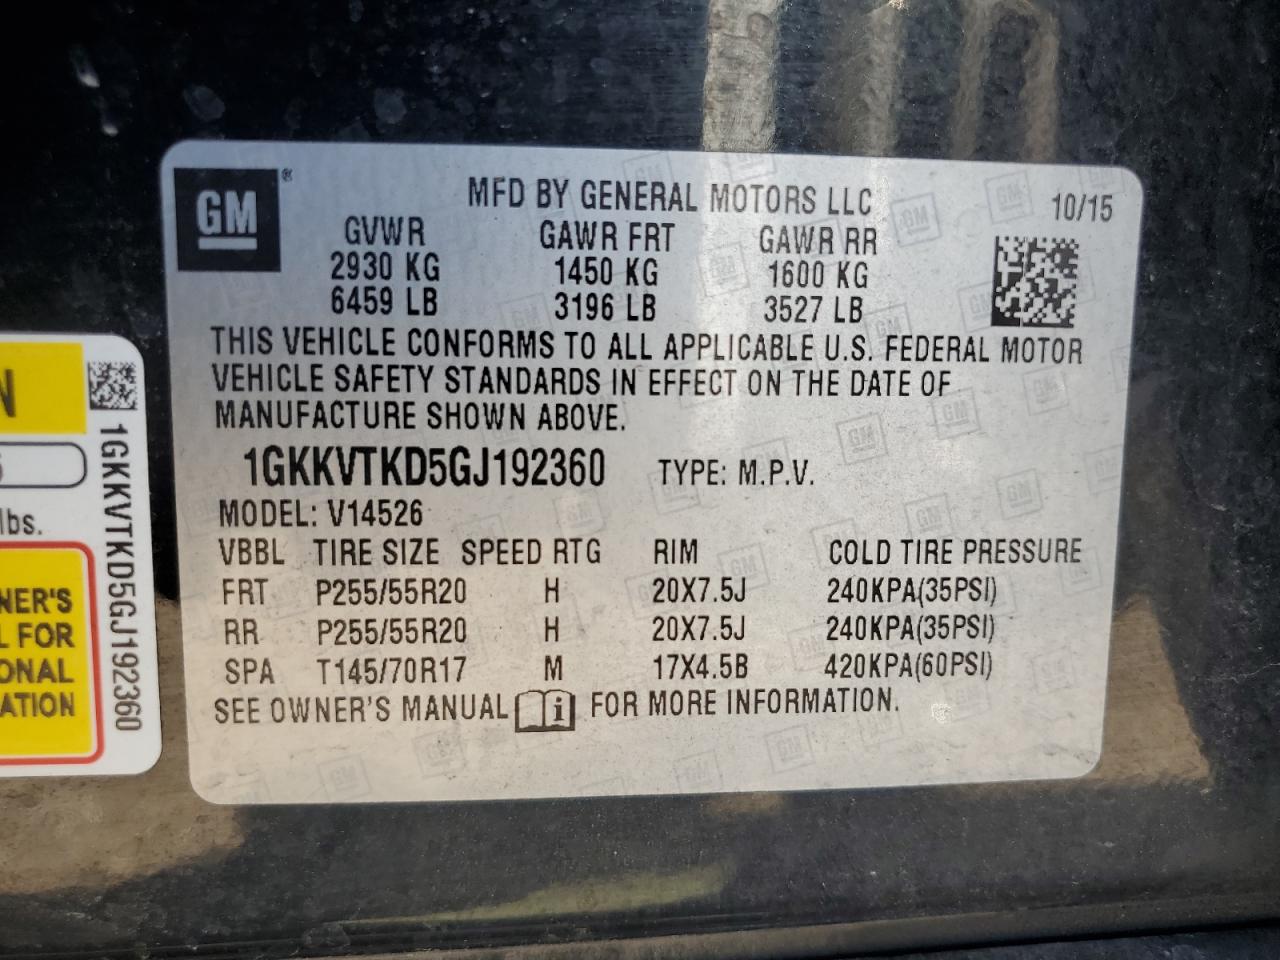 GM ®
MFD BY GENERAL MOTORS LLC 10/15
GVWR GAWR FRT GAWR RR
2930 KG 1450 KG 1600 KG
6459 LB 3196 LB 3527 LB
THIS VEHICLE CONFORMS TO ALL APPLICABLE U.S. FEDERAL MOTOR
VEHICLE SAFETY STANDARDS IN EFFECT ON THE DATE OF
MANUFACTURE SHOWN ABOVE.
1GKKVTKD5GJ192360 TYPE: M.P.V.
MODEL: V14526
VBBL TIRE SIZE SPEED RTG RIM COLD TIRE PRESSURE
FRT P255/55R20 H 20X7.5J 240KPA(35PSI)
RR P255/55R20 H 20X7.5J 240KPA(35PSI)
SPA T145/70R17 M 17X4.5B 420KPA(60PSI)
SEE OWNER'S MANUAL i FOR MORE INFORMATION.
N
lbs.
NER'S
L FOR
ONAL
ATION
1GKKVTKD5GJ192360